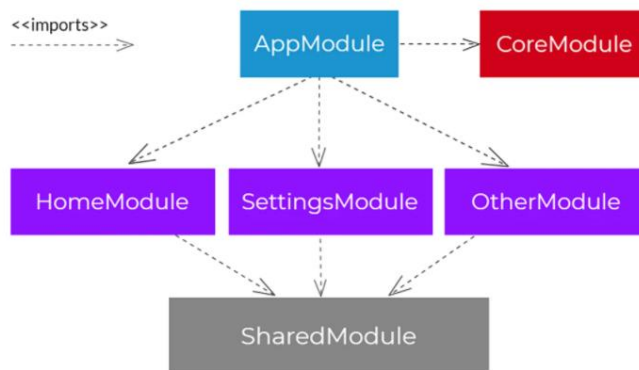 <<imports>>
AppModule
CoreModule
HomeModule
SettingsModule
OtherModule
SharedModule